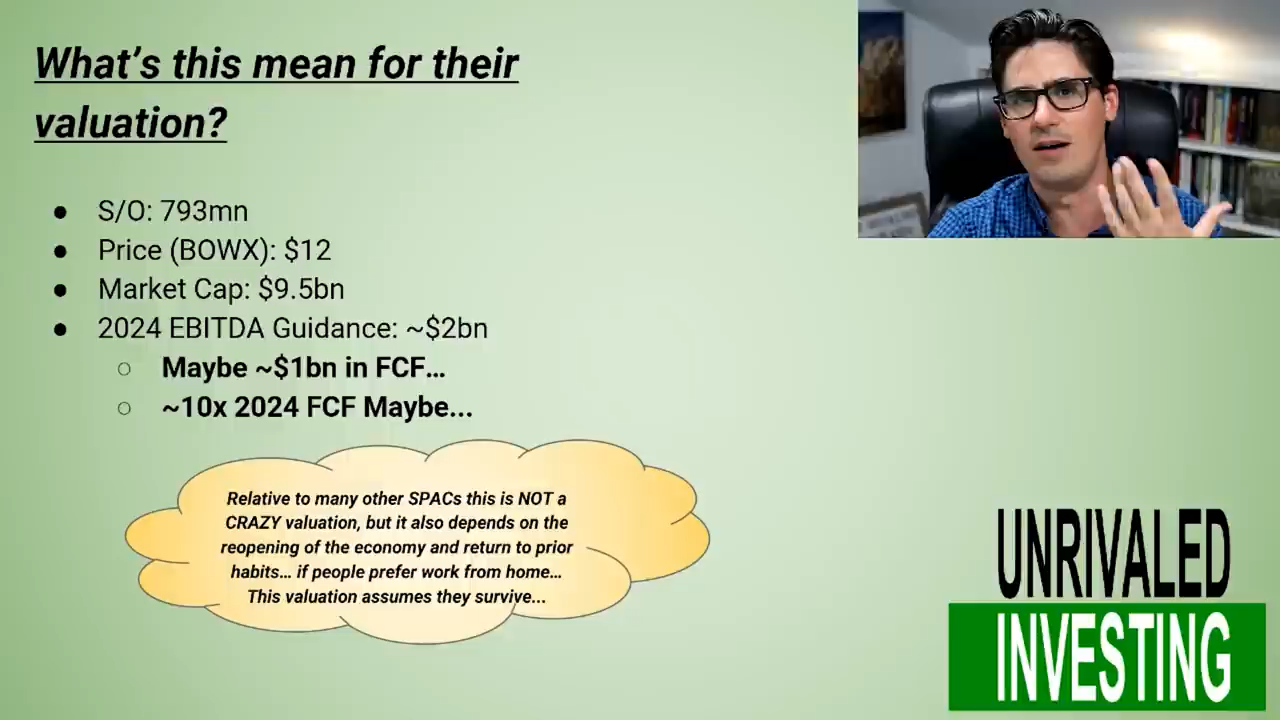 What's this mean for their
valuation?
● S/O: 793mn
● Price (BOWX): $12
● Market Cap: $9.5bn
● 2024 EBITDA Guidance: ~$2bn
○ Maybe ~$1bn in FCF…
○ ~10x 2024 FCF Maybe...
Relative to many other SPACs this is NOT a
CRAZY valuation, but it also depends on the
reopening of the economy and return to prior
habits… if people prefer work from home…
This valuation assumes they survive...
UNRIVALED
INVESTING